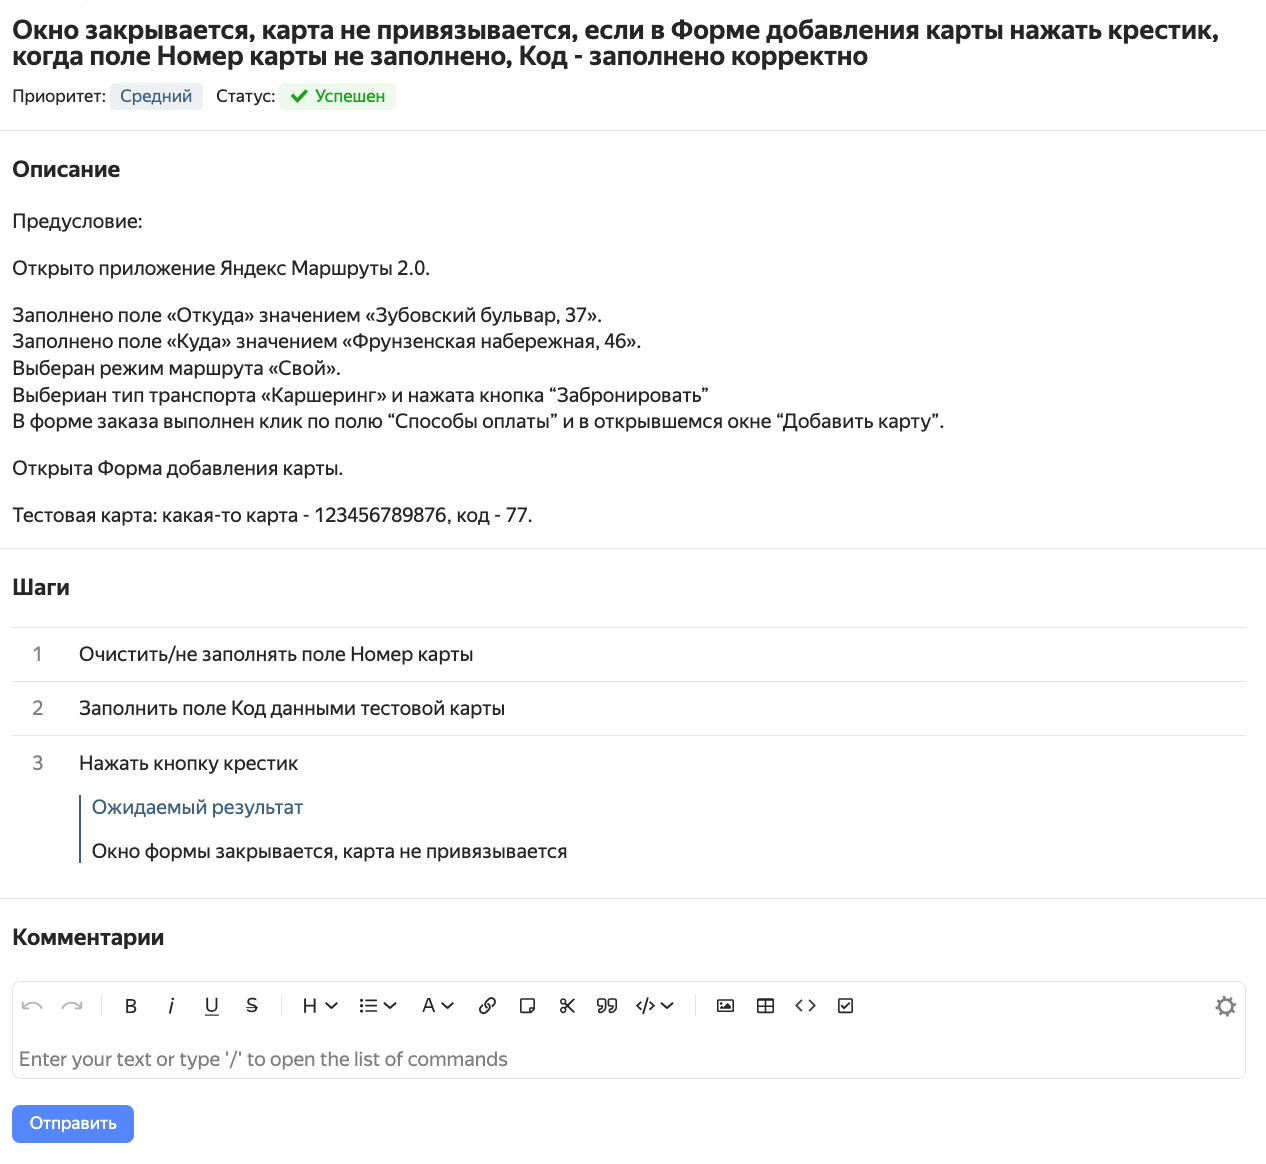 Окно закрывается, карта не привязывается, если в Форме добавления карты нажать крестик,
когда поле Номер карты не заполнено, Код - заполнено корректно
Приоритет: Средний Статус: Успешен
Описание
Предусловие:
Открыто приложение Яндекс Маршруты 2.0.
Заполнено поле «Откуда» значением «Зубовский бульвар, 37».
Заполнено поле «Куда» значением «Фрунзенская набережная, 46».
Выберан режим маршрута «Свой».
Выбериан тип транспорта «Каршеринг» и нажата кнопка “Забронировать”
В форме заказа выполнен клик по полю “Способы оплаты” и в открывшемся окне “Добавить карту”.
Открыта Форма добавления карты.
Тестовая карта: какая-то карта - 123456789876, код - 77.
Шаги
1 Очистить/не заполнять поле Номер карты
2 Заполнить поле Код данными тестовой карты
3 Нажать кнопку крестик
Ожидаемый результат
Окно формы закрывается, карта не привязывается
Комментарии
B i U S H A
Enter your text or type '/' to open the list of commands
Отправить